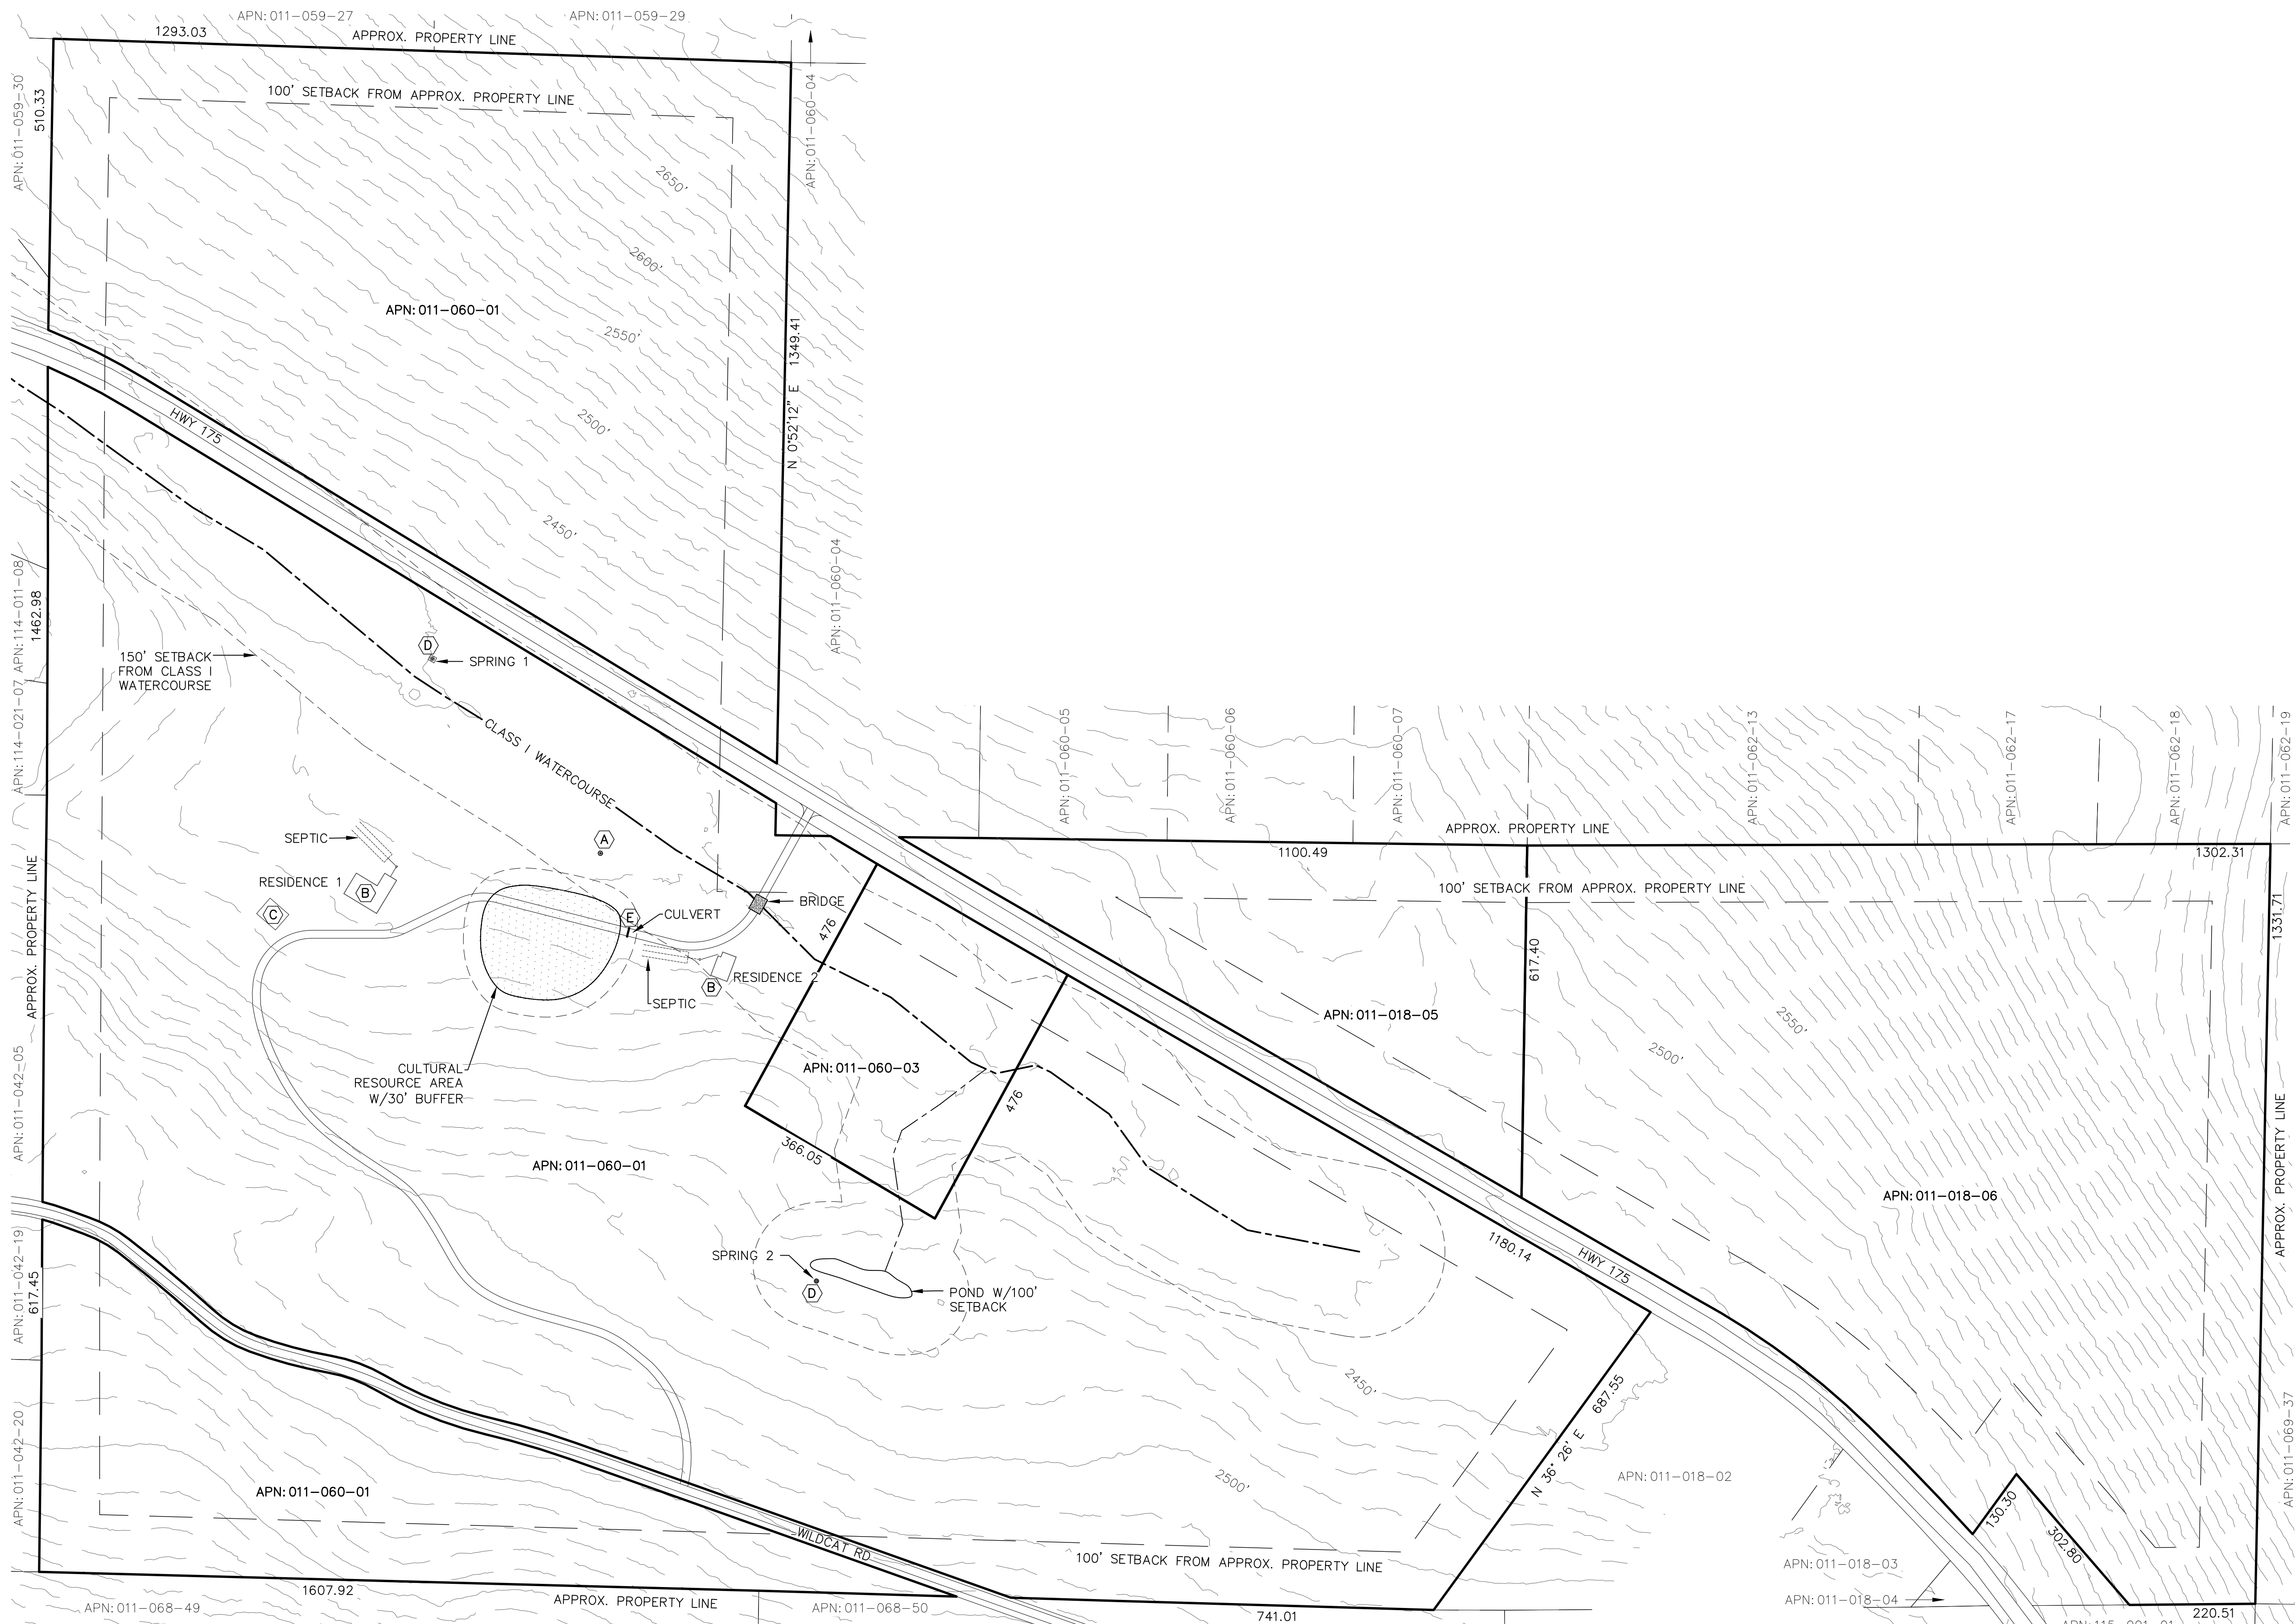 APN: 011-059-27
APN: 011-059-29
1293.03
APPROX. PROPERTY LINE
APN: 011-059-30
510.33
100' SETBACK FROM APPROX. PROPERTY LINE
APN: 011-060-04
2650'
2600'
APN: 011-060-01
2550'
N 0°52'12" E 1349.41
2500'
HWY 175
2450'
APN: 011-060-04
APN: 114-011-08
1462.98
APN: 114-021-07
150' SETBACK
FROM CLASS I
WATERCOURSE
D
SPRING 1
CLASS I WATERCOURSE
APN: 011-060-05
APN: 011-060-06
APN: 011-060-07
APN: 011-062-13
APN: 011-062-17
APN: 011-062-18
APN: 011-062-19
SEPTIC
A
APPROX. PROPERTY LINE
1100.49
1302.31
RESIDENCE 1
B
C
100' SETBACK FROM APPROX. PROPERTY LINE
APPROX. PROPERTY LINE
E
CULVERT
BRIDGE
476
617.40
1331.71
RESIDENCE 2
B
SEPTIC
APN: 011-018-05
2550'
2500'
APN: 011-042-05
CULTURAL
RESOURCE AREA
W/30' BUFFER
APN: 011-060-03
476
366.05
APN: 011-060-01
APPROX. PROPERTY LINE
APN: 011-018-06
APN: 011-042-19
617.45
SPRING 2
D
POND W/100'
SETBACK
1180.14
HWY 175
2450'
687.55
N 36° 26' E
APN: 011-042-20
APN: 011-060-01
2500'
APN: 011-018-02
APN: 011-069-37
130.30
302.80
WILDCAT RD
100' SETBACK FROM APPROX. PROPERTY LINE
APN: 011-018-03
1607.92
APPROX. PROPERTY LINE
APN: 011-018-04
APN: 011-068-49
APN: 011-068-50
741.01
220.51